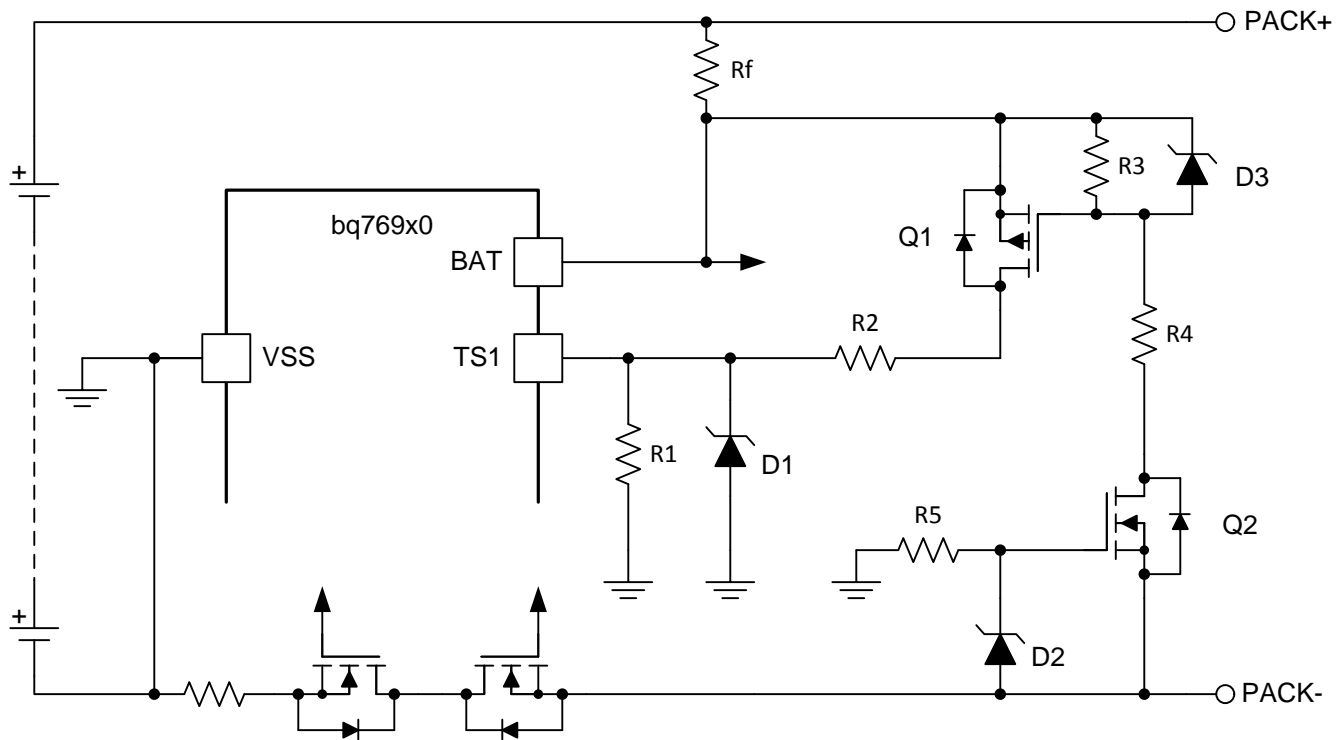 PACK+
Rf
R3
D3
bq769x0
Q1
BAT
R2
R4
VSS
TS1
R1
D1
R5
Q2
D2
PACK-
+
+